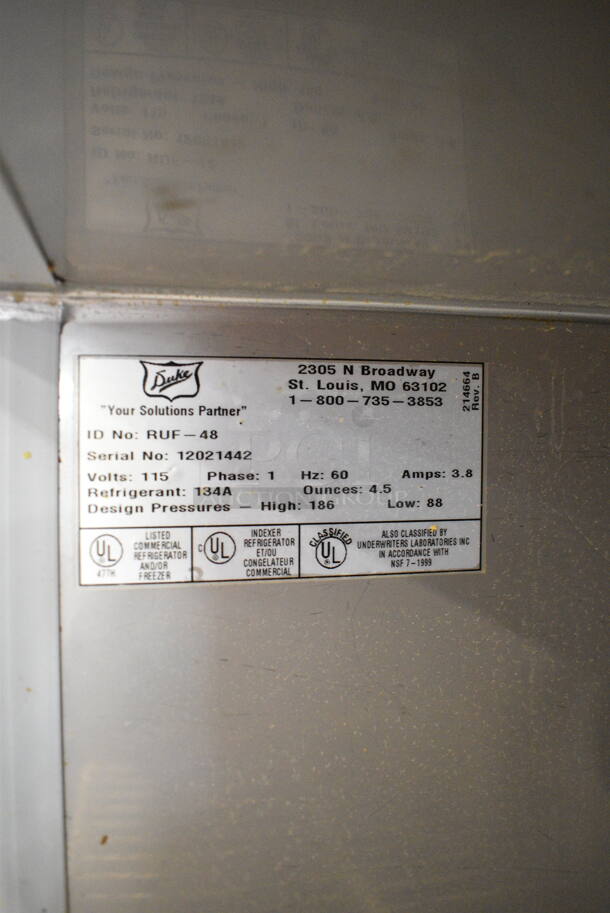 Duke
"Your Solutions Partner"
2305 N Broadway
St. Louis, MO 63102
1-800-735-3853
214664
Rev. B
ID No: RUF-48
Serial No: 12021442
Volts: 115 Phase: 1 Hz: 60 Amps: 3.8
Refrigerant: 134A Ounces: 4.5
Design Pressures - High: 186 Low: 88
UL
LISTED
COMMERCIAL
REFRIGERATOR
AND/OR
FREEZER
C UL
INDEXER
REFRIGERATOR
ET/OU
CONGELATEUR
COMMERCIAL
CLASSIFIED
UL
ALSO CLASSIFIED BY
UNDERWRITERS LABORATORIES INC
IN ACCORDANCE WITH
NSF 7-1999